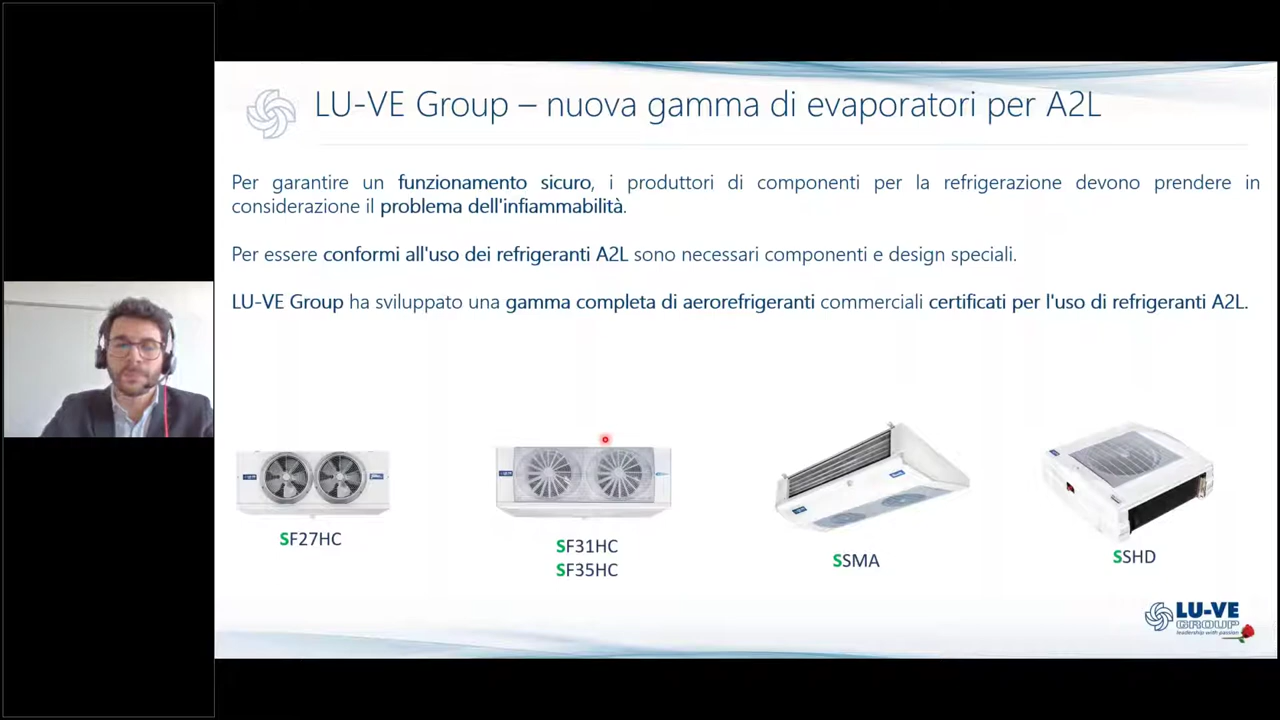 LU-VE Group – nuova gamma di evaporatori per A2L
Per garantire un funzionamento sicuro, i produttori di componenti per la refrigerazione devono prendere in
considerazione il problema dell'infiammabilità.
Per essere conformi all'uso dei refrigeranti A2L sono necessari componenti e design speciali.
LU-VE Group ha sviluppato una gamma completa di aerorefrigeranti commerciali certificati per l'uso di refrigeranti A2L.
SF27HC
SF31HC
SF35HC
SSMA
SSHD
LU-VE
GROUP
leadership with passion